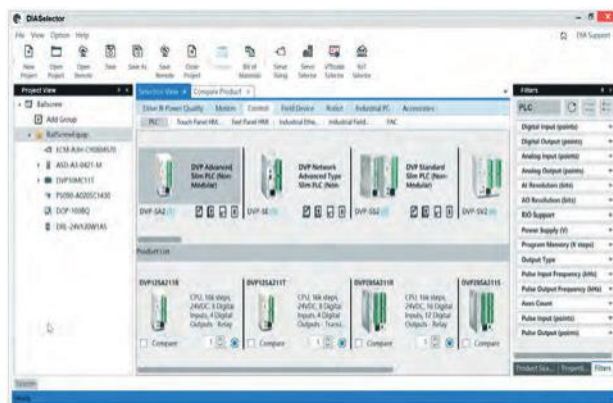 DIASelector
File View Option Help
DIA Support
New Project
Open Project
Open Remote
Save
Save As
Save Remote
Close Project
Bill of Materials
Servo Sizing
Servo Selector
VFDselis Selector
IIoT Selector
Project View
Ballscrew
Add Group
BallScrewEquip.
ASD-A3-0421-M
DVP50MC11T
DOP-108BQ
Selection View
Compare Product
Drive & Power Quality
Motion
Control
Field Device
Robot
Industrial PC
Accessories
PLC
Touch Panel HMI
Text Panel HMI
Industrial Ethe...
Industrial Field...
PAC
DVP Advanced Slim PLC (Non-Modular)
DVP-SA2
DVP Network Advanced Type Slim PLC (Non-
DVP-SE
DVP Standard Slim PLC (Non-Modular)
DVP-SS2
DVP-SV2
Product List
DVP12SA211R
CPU, 16k steps, 24VDC, 8 Digital Inputs, 4 Digital Outputs - Relay
Compare
1
DVP12SA211T
CPU, 16k steps, 24VDC, 8 Digital Inputs, 4 Digital Outputs - Transi...
Compare
1
DVP28SA211R
CPU, 16k steps, 24VDC, 16 Digital Inputs, 12 Digital Outputs - Relay
Compare
1
DVP28SA211S
Compare
Filters
PLC
Digital Input (points)
Digital Output (points)
Analog Input (points)
Analog Output (points)
AI Resolution (bits)
AO Resolution (bits)
RIO Support
Power Supply (V)
Program Memory (K steps)
Output Type
Pulse Input Frequency (kHz)
Pulse Output Frequency (kHz)
Axes Count
Pulse Input (points)
Pulse Output (points)
Product Sea...
Properti...
Filters
System
Ready